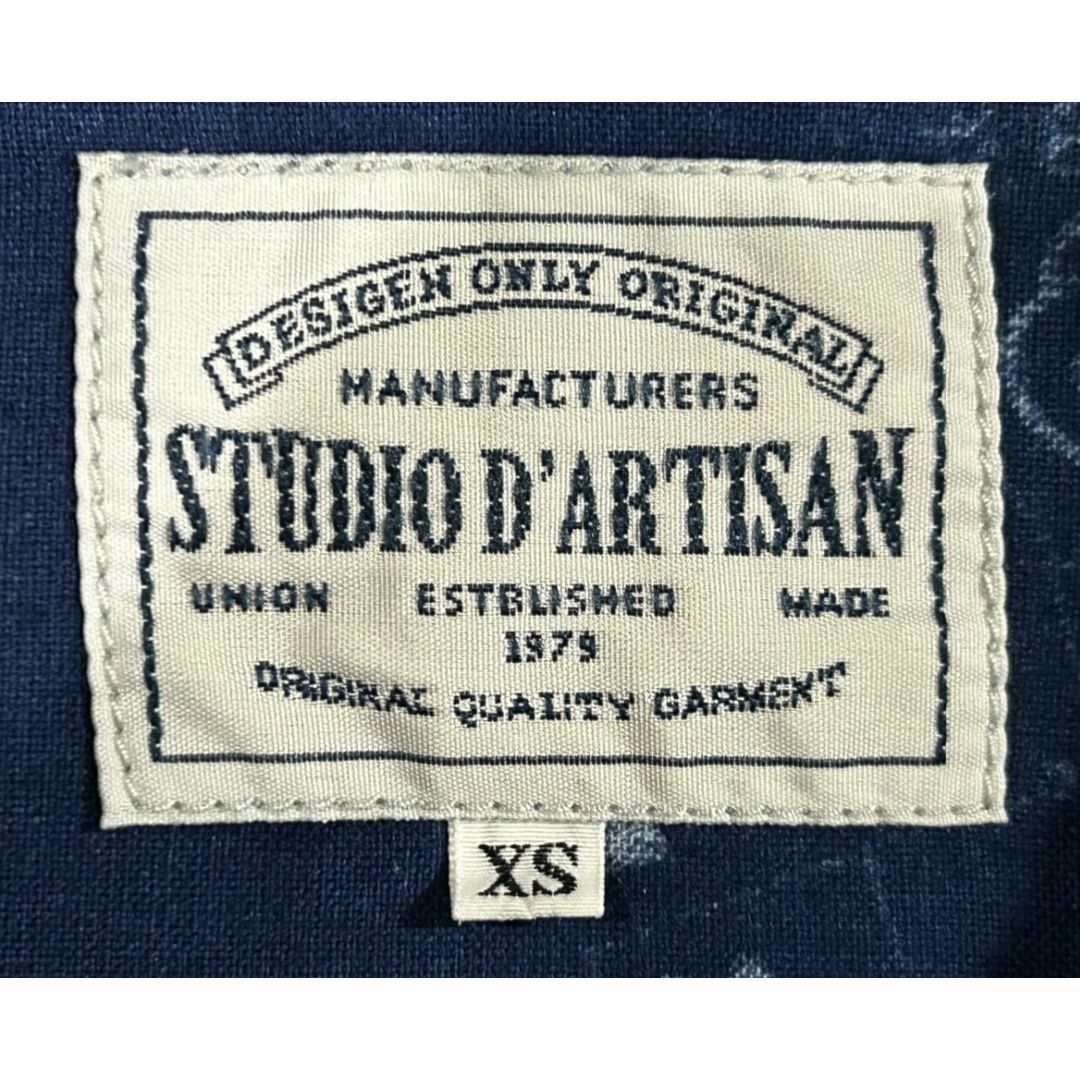 DESIGEN ONLY ORIGINAL
MANUFACTURERS
STUDIO D'ARTISAN
UNION ESTBLISHED MADE
1979
ORIGINAL QUALITY GARMENT
XS